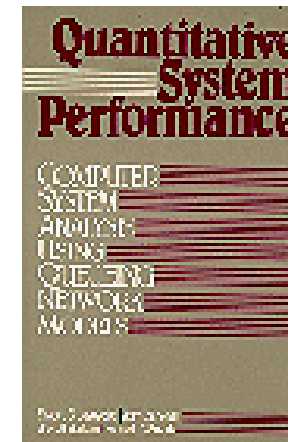 Quantitative
System
Performance
COMPUTER
SYSTEM
ANALYSIS
USING
QUEUEING
NETWORK
MODELS